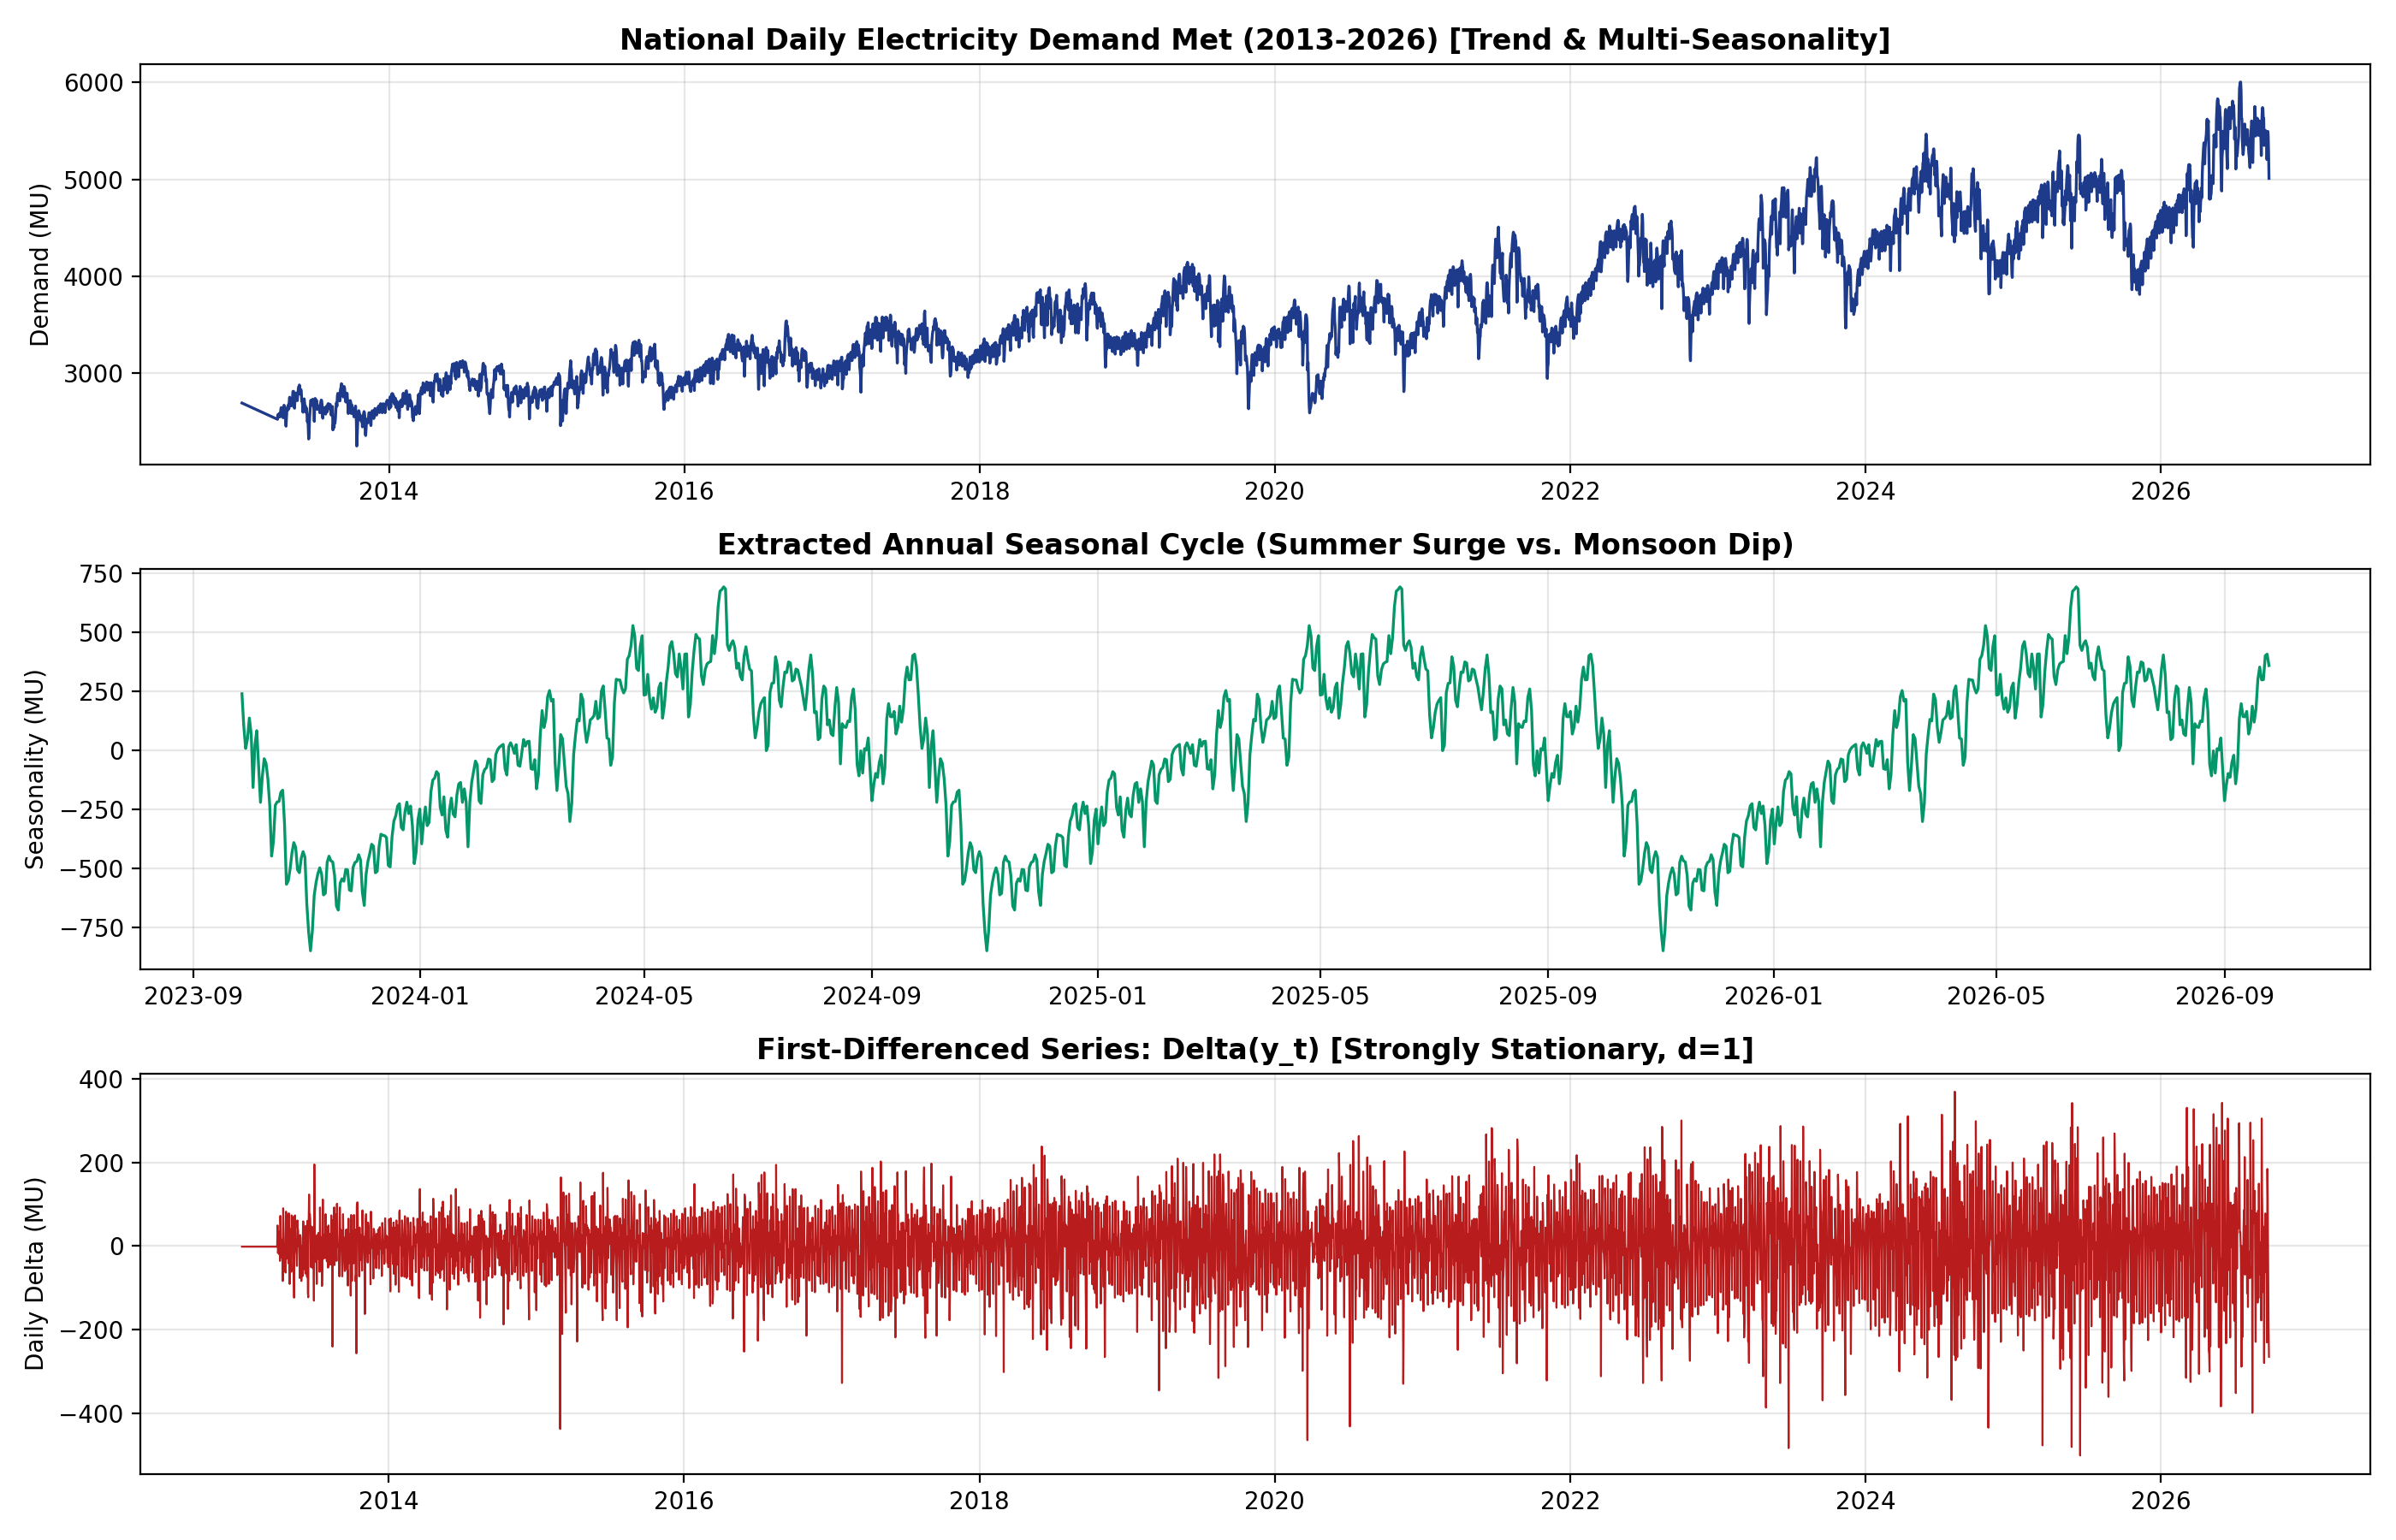 National Daily Electricity Demand Met (2013-2026) [Trend & Multi-Seasonality]
Demand (MU)
6000
5000
4000
3000
2014 2016 2018 2020 2022 2024 2026
Extracted Annual Seasonal Cycle (Summer Surge vs. Monsoon Dip)
Seasonality (MU)
750
500
250
0
−250
−500
−750
2023-09 2024-01 2024-05 2024-09 2025-01 2025-05 2025-09 2026-01 2026-05 2026-09
First-Differenced Series: Delta(y_t) [Strongly Stationary, d=1]
Daily Delta (MU)
400
200
0
−200
−400
2014 2016 2018 2020 2022 2024 2026